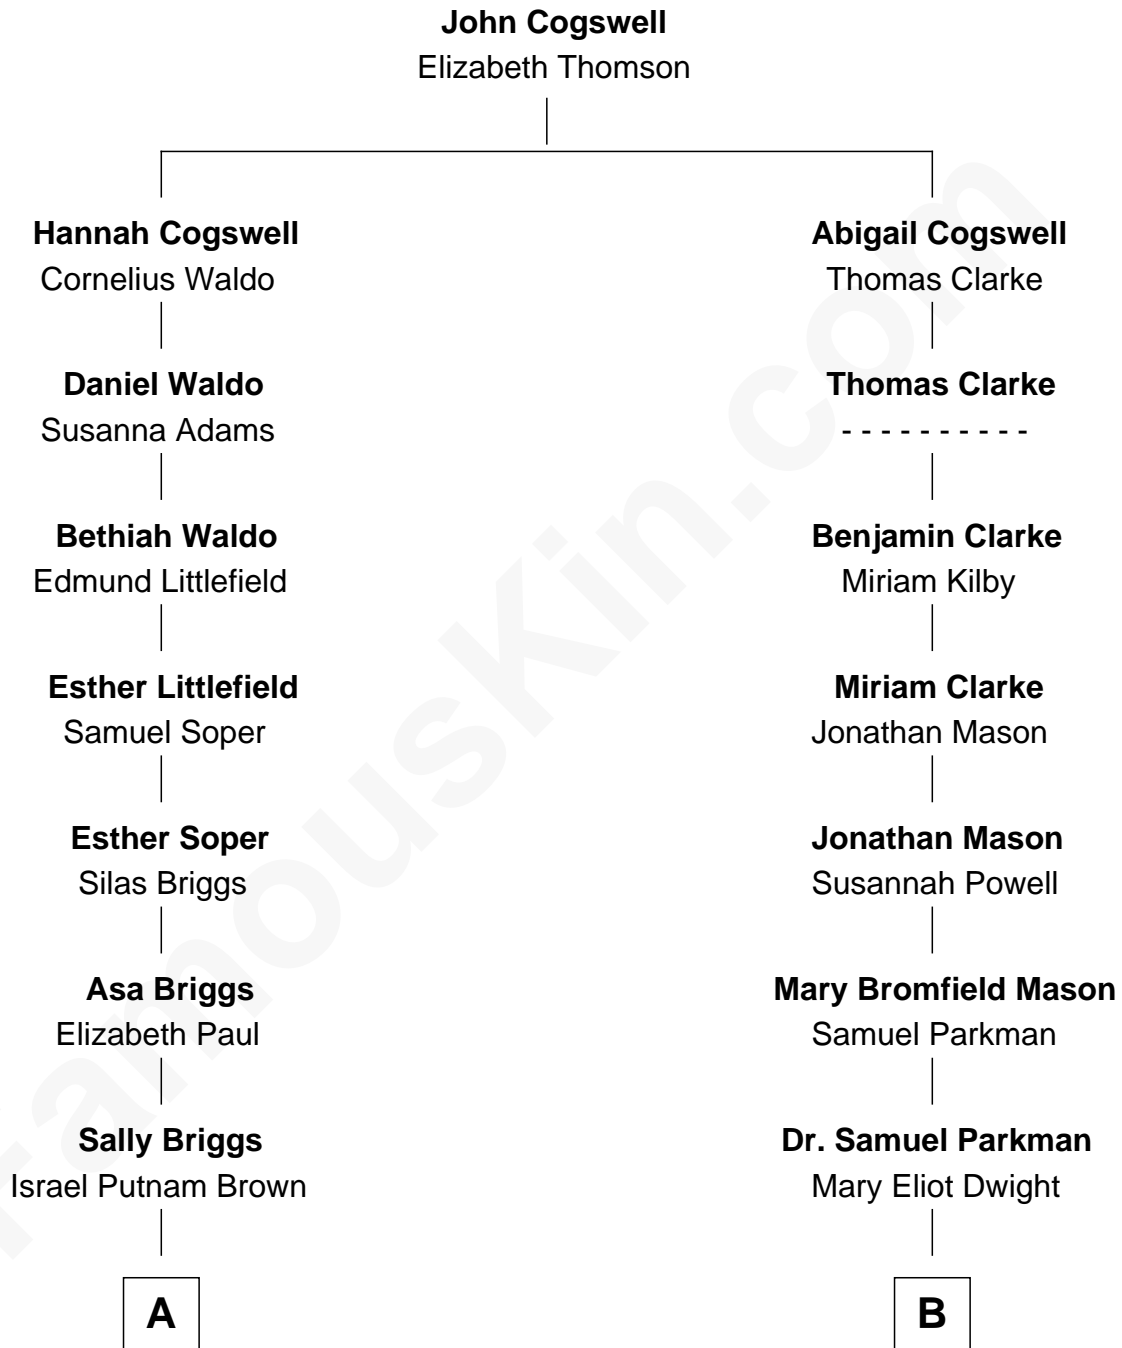 John Cogswell
Elizabeth Thomson
Hannah Cogswell
Cornelius Waldo
Abigail Cogswell
Thomas Clarke
Daniel Waldo
Susanna Adams
Thomas Clarke
- - - - - - - - - -
Bethiah Waldo
Edmund Littlefield
Benjamin Clarke
Miriam Kilby
Esther Littlefield
Samuel Soper
Miriam Clarke
Jonathan Mason
Esther Soper
Silas Briggs
Jonathan Mason
Susannah Powell
Asa Briggs
Elizabeth Paul
Mary Bromfield Mason
Samuel Parkman
Sally Briggs
Israel Putnam Brown
Dr. Samuel Parkman
Mary Eliot Dwight
A
B
FamousKin.com